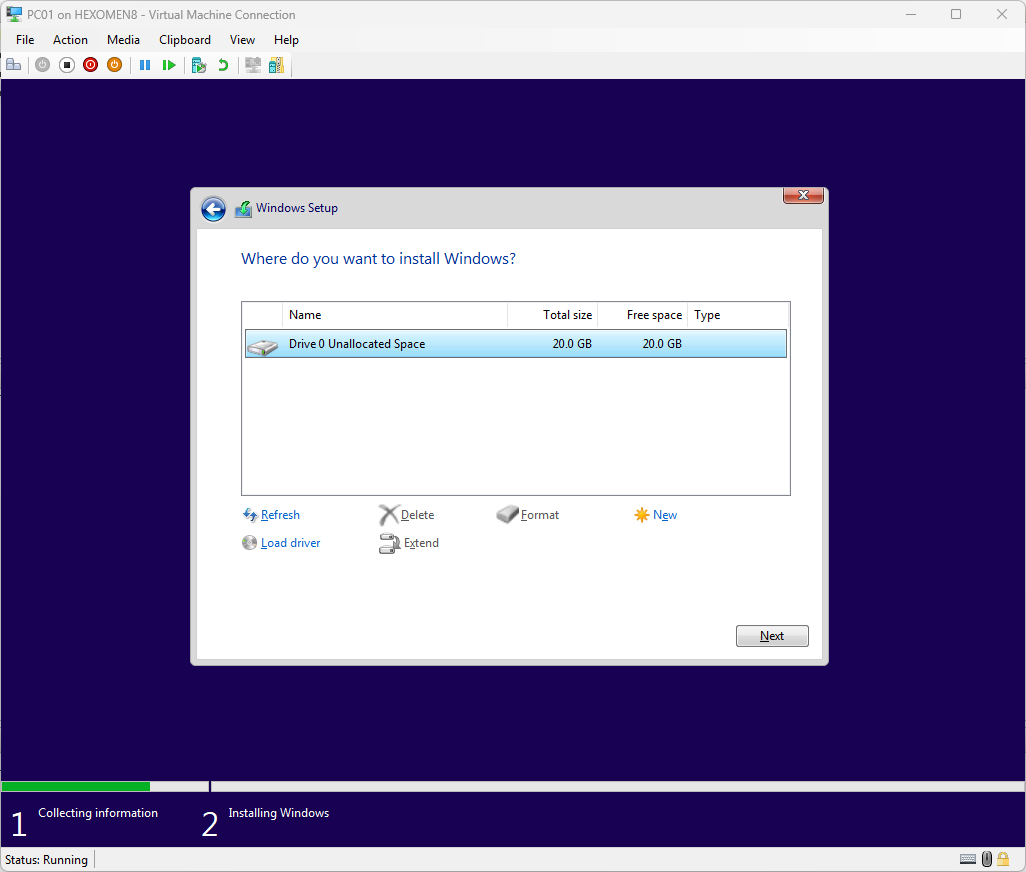 PC01 on HEXOMEN8 - Virtual Machine Connection
File Action Media Clipboard View Help
Windows Setup
Where do you want to install Windows?
Name Total size Free space Type
Drive 0 Unallocated Space 20.0 GB 20.0 GB
Refresh Delete Format New
Load driver Extend
Next
1 Collecting information 2 Installing Windows
Status: Running